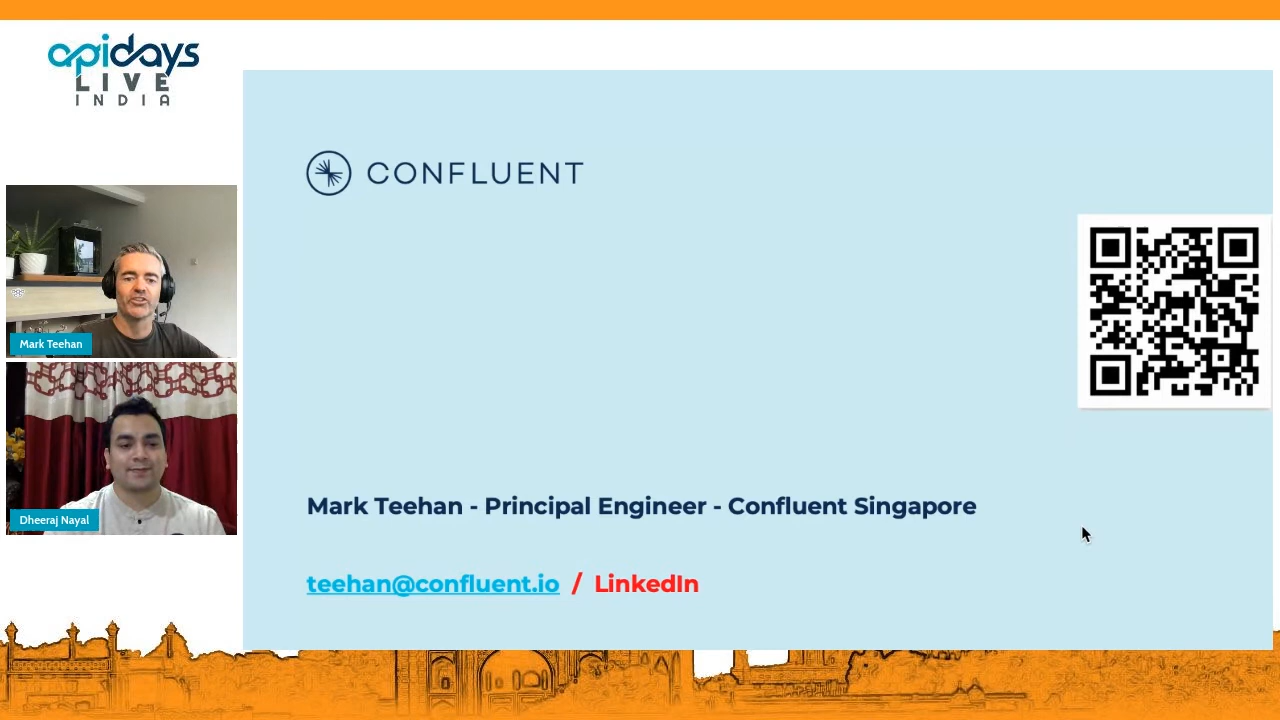 apidays
LIVE
INDIA
CONFLUENT
Mark Teehan
Dheeraj Nayal
Mark Teehan - Principal Engineer - Confluent Singapore
teehan@confluent.io / LinkedIn